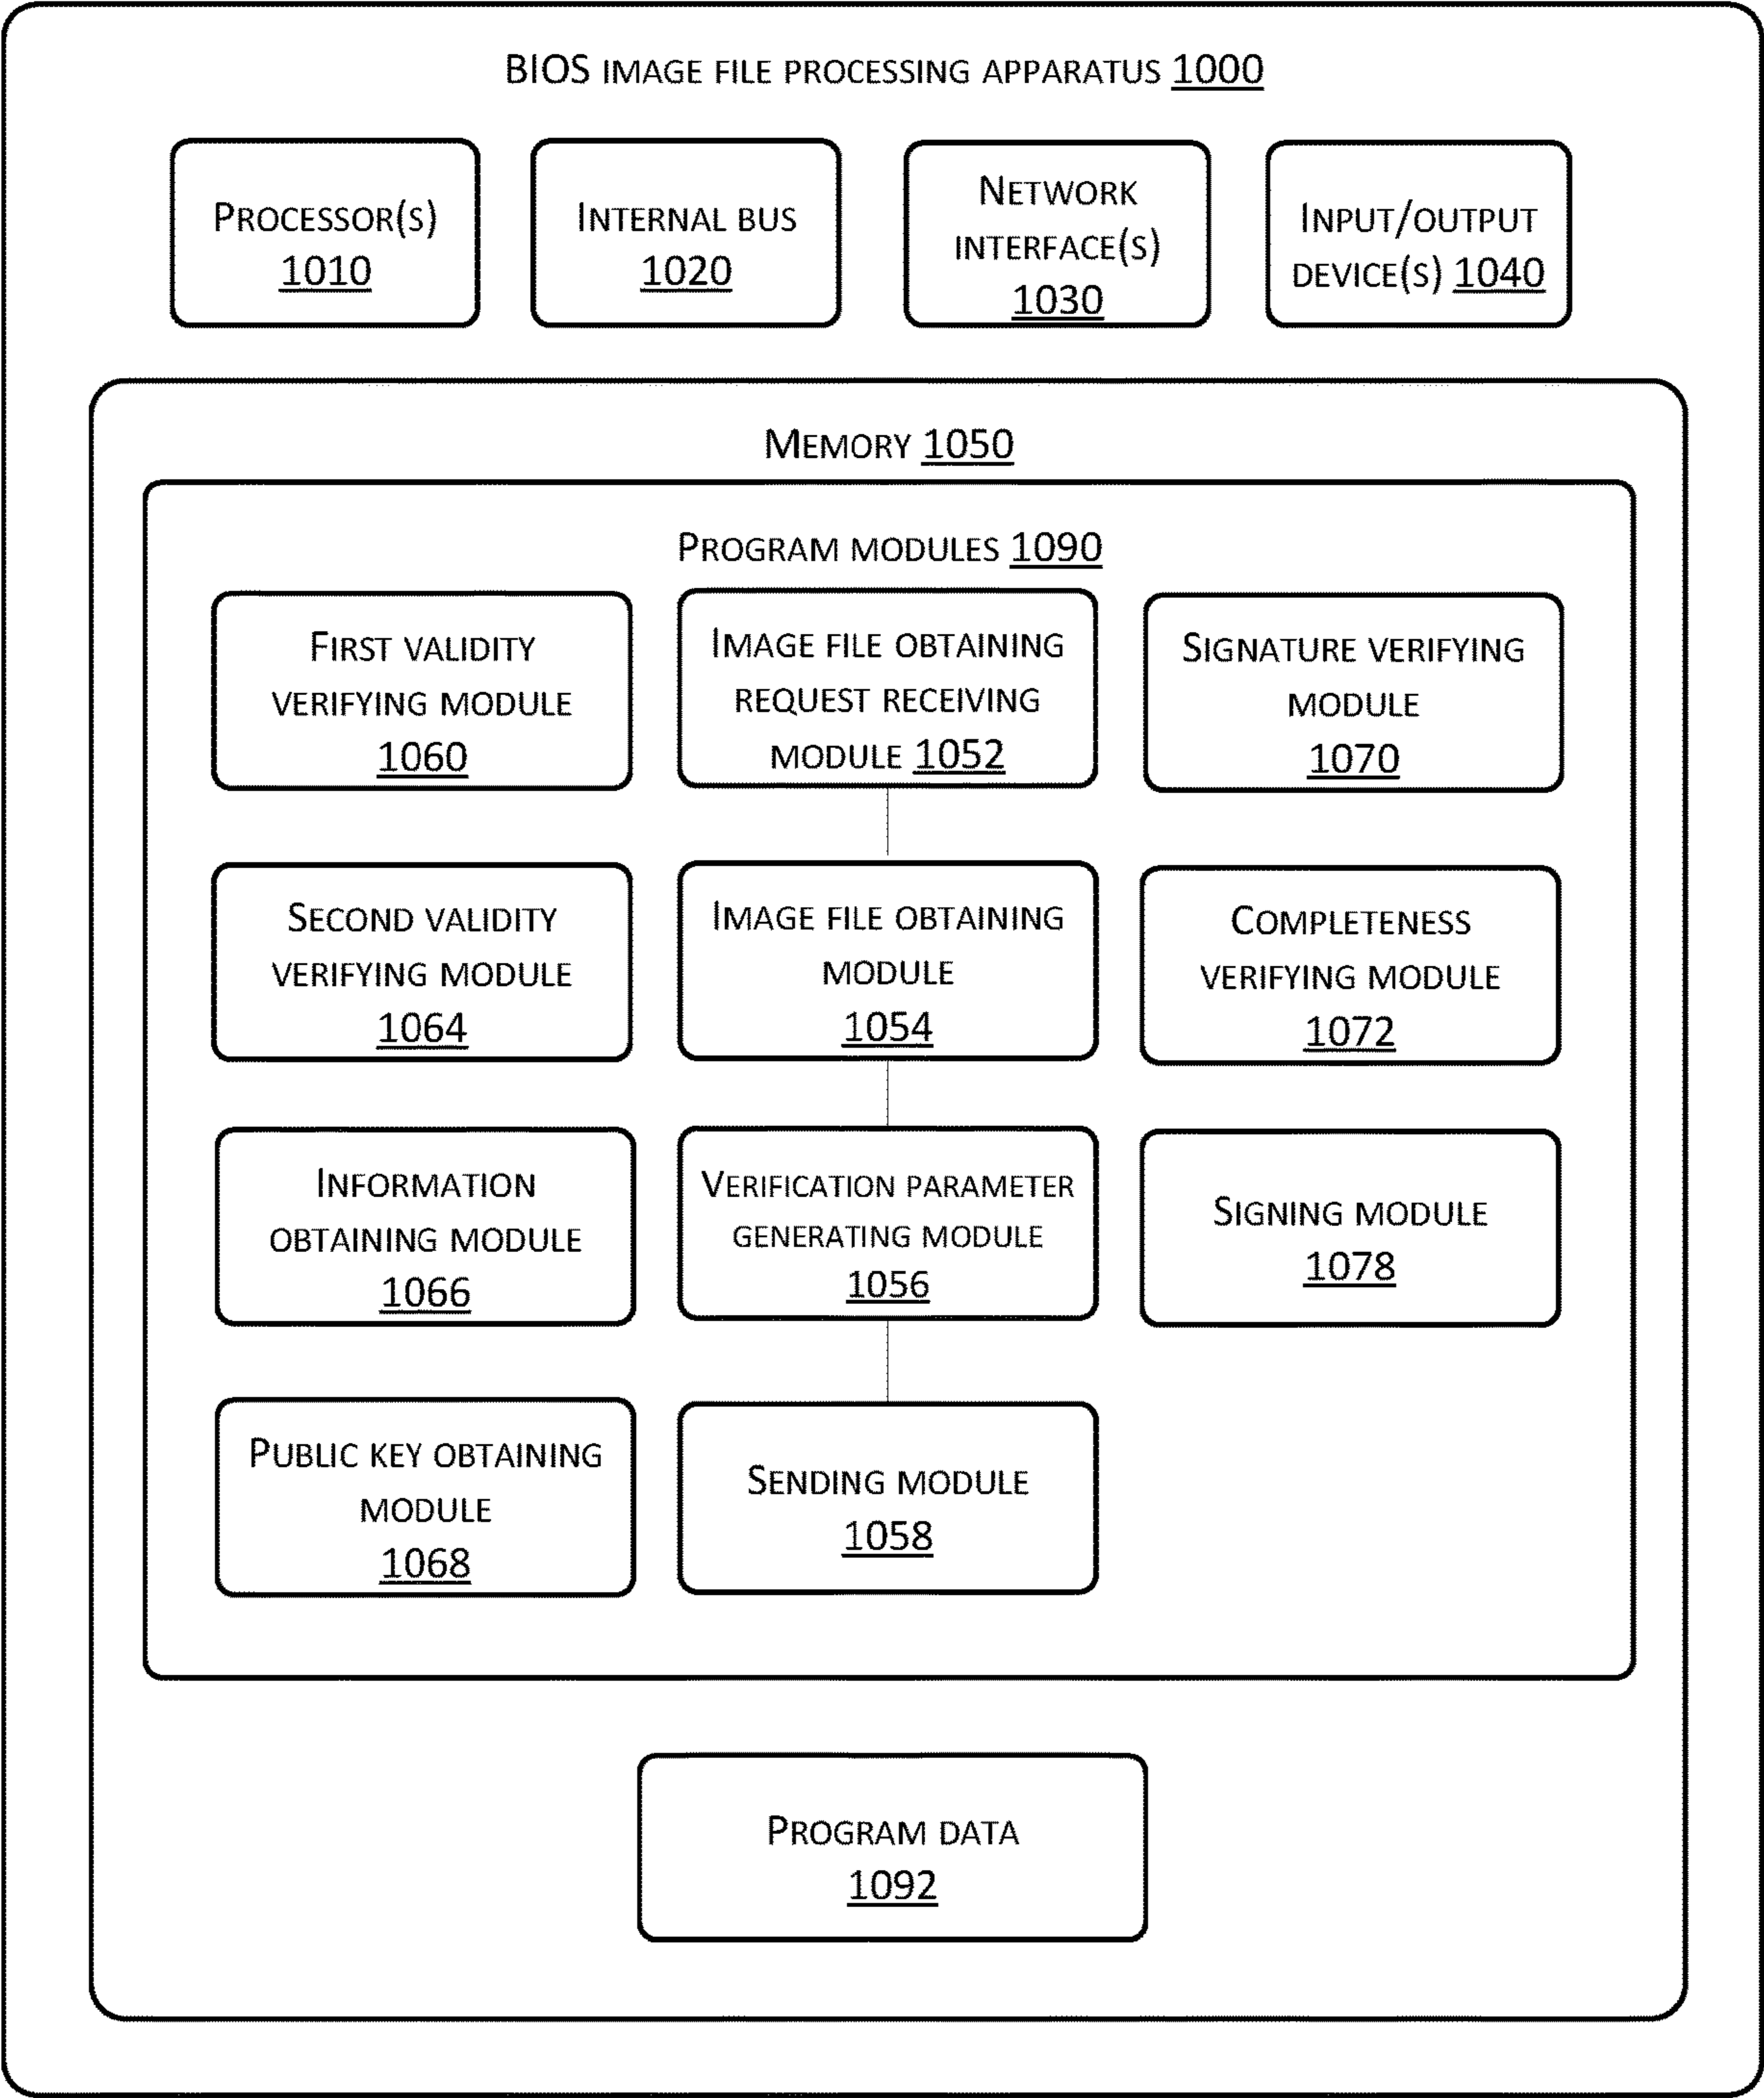 BIOS IMAGE FILE PROCESSING APPARATUS 1000
PROCESSOR(S)
1010
INTERNAL BUS
1020
NETWORK
INTERFACE(S)
1030
INPUT/OUTPUT
DEVICE(S) 1040
MEMORY 1050
PROGRAM MODULES 1090
FIRST VALIDITY
VERIFYING MODULE
1060
IMAGE FILE OBTAINING
REQUEST RECEIVING
MODULE 1052
SIGNATURE VERIFYING
MODULE
1070
SECOND VALIDITY
VERIFYING MODULE
1064
IMAGE FILE OBTAINING
MODULE
1054
COMPLETENESS
VERIFYING MODULE
1072
INFORMATION
OBTAINING MODULE
1066
VERIFICATION PARAMETER
GENERATING MODULE
1056
SIGNING MODULE
1078
PUBLIC KEY OBTAINING
MODULE
1068
SENDING MODULE
1058
PROGRAM DATA
1092